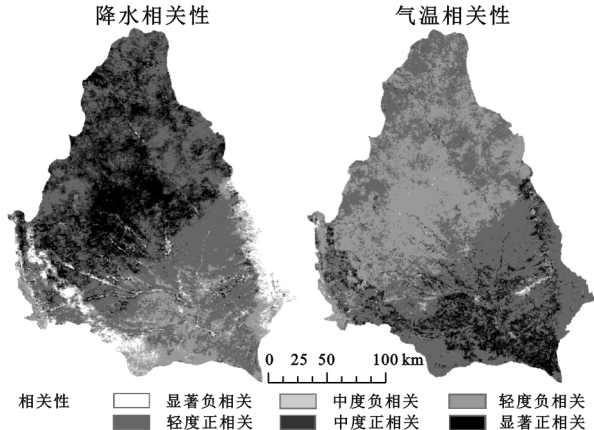 降水相关性 气温相关性
0 25 50 100 km
相关性 显著负相关 中度负相关 轻度负相关
轻度正相关 中度正相关 显著正相关